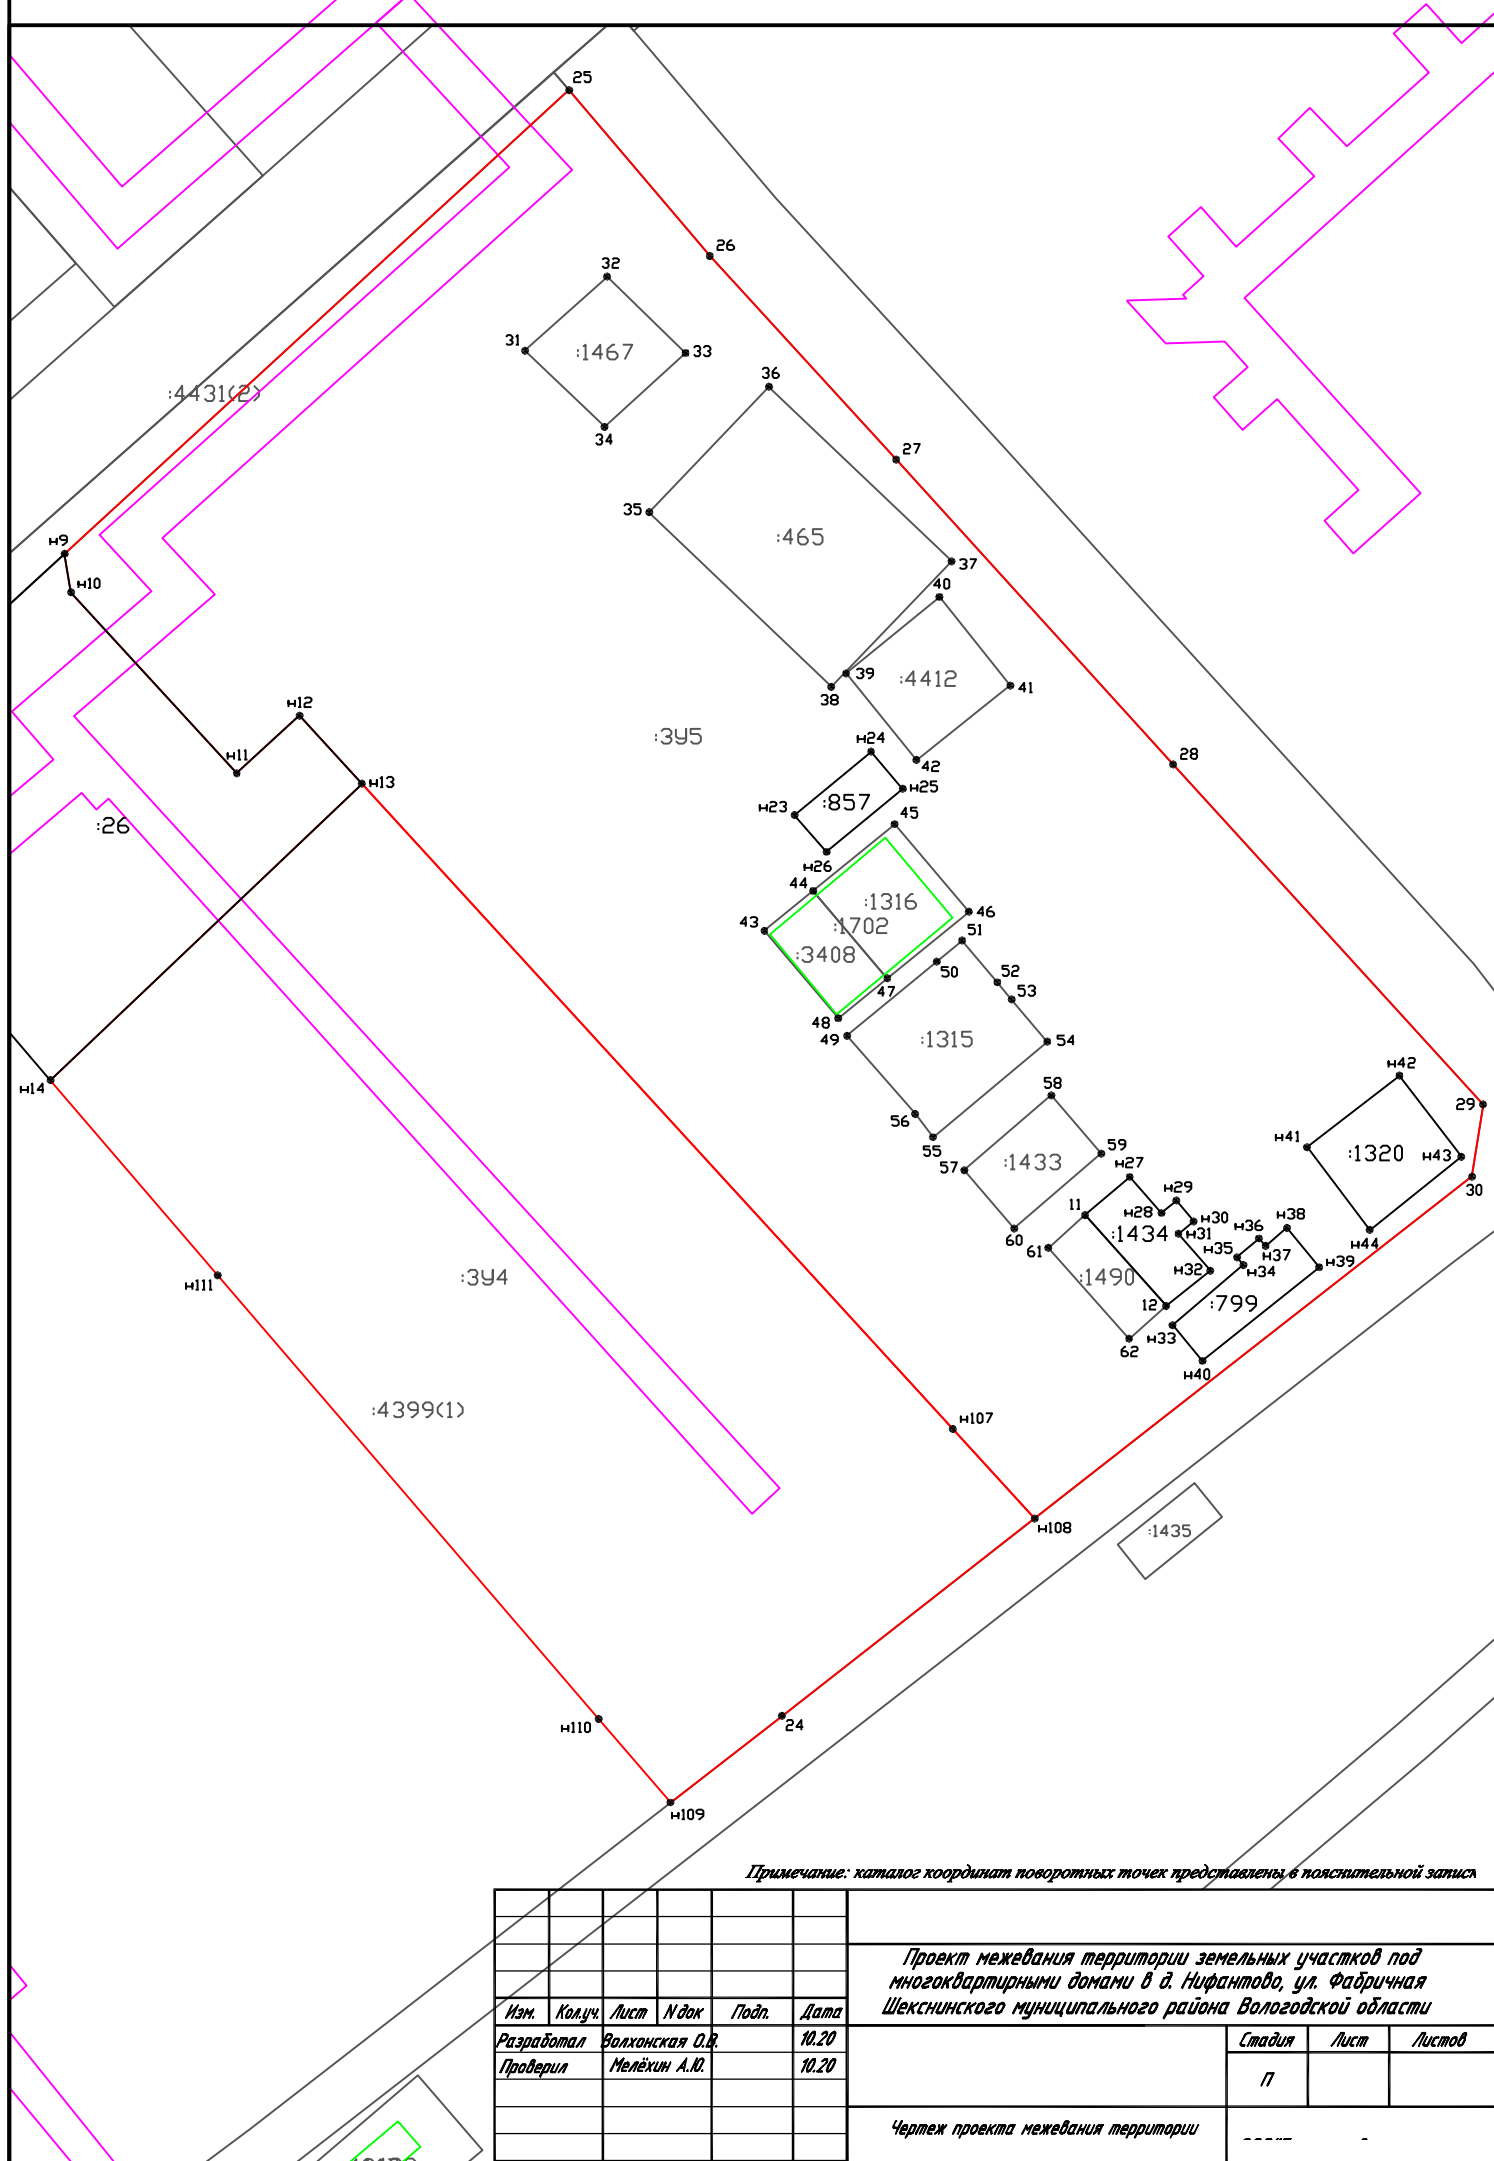 25
26
32
31
:1467
33
34
36
:4431(2)
27
35
:465
н9
37
н10
40
39
:4412
41
38
н12
:ЗУ5
н24
42
28
н11
н13
н25
н23
:857
:26
45
н26
44
:1316
46
43
:1702
51
:3408
50
52
53
47
48
49
:1315
54
н14
н42
58
29
56
55
н41
59
:1320
н43
57
:1433
н27
30
н29
11
н28
н30
60
:1434
н31
н36
н38
н44
61
н35
н37
н39
н111
:ЗУ4
:1490
н32
н34
12
:799
н33
62
н40
:4399(1)
н107
н108
:1435
н110
24
н109
Примечание: каталог координат поворотных точек представлены в пояснительной записк
Проект межевания территории земельных участков под
многоквартирными домами в д. Нифантово, ул. Фабричная
Шекснинского муниципального района Вологодской области
Изм. Кол.уч. Лист N док Подп. Дата
Разработал Волхонская О.В. 10.20
Стадия Лист Листов
Проверил Мелёхин А.Ю. 10.20
П
Чертеж проекта межевания территории